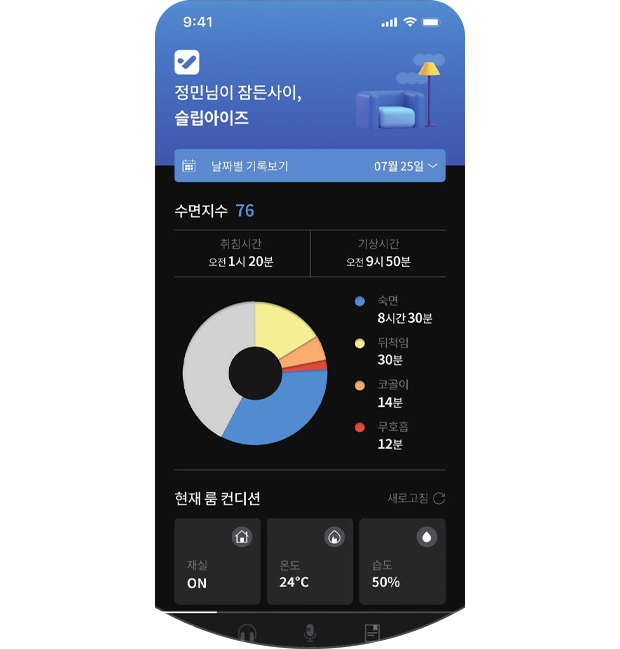 9:41
정민님이 잠든사이,
슬립아이즈
날짜별 기록보기 07월 25일
수면지수 76
취침시간 기상시간
오전 1시 20분 오전 9시 50분
숙면
8시간 30분
뒤척임
30분
코골이
14분
무호흡
12분
현재 룸 컨디션 새로고침
재실 온도 습도
ON 24°C 50%